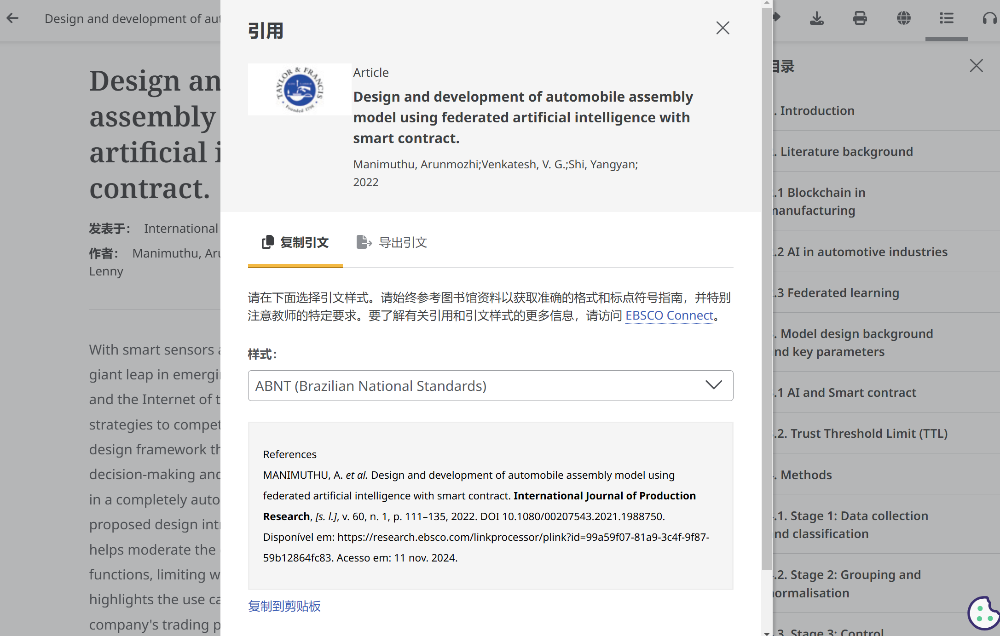 Design and development of aut
引用
Article
Design and development of automobile assembly
model using federated artificial intelligence with
smart contract.
Manimuthu, Arunmozhi;Venkatesh, V. G.;Shi, Yangyan;
2022
TAYLOR & FRANCIS
Founded 1798
复制引文
导出引文
请在下面选择引文样式。请始终参考图书馆资料以获取准确的格式和标点符号指南，并特别
注意教师的特定要求。要了解有关引用和引文样式的更多信息，请访问 EBSCO Connect。
样式：
ABNT (Brazilian National Standards)
References
MANIMUTHU, A. et al. Design and development of automobile assembly model using
federated artificial intelligence with smart contract. International Journal of Production
Research, [s. l.], v. 60, n. 1, p. 111–135, 2022. DOI 10.1080/00207543.2021.1988750.
Disponível em: https://research.ebsco.com/linkprocessor/plink?id=99a59f07-81a9-3c4f-9f87-
59b12864fc83. Acesso em: 11 nov. 2024.
复制到剪贴板
Design an
assembly
artificial i
contract.
发表于： International
作者： Manimuthu, Aru
Lenny
With smart sensors a
giant leap in emergi
and the Internet of t
strategies to compet
design framework th
decision-making and
in a completely auto
proposed design int
helps moderate the
functions, limiting w
highlights the use ca
company's trading p
目录
. Introduction
. Literature background
.1 Blockchain in
manufacturing
.2 AI in automotive industries
.3 Federated learning
. Model design background
and key parameters
.1 AI and Smart contract
.2. Trust Threshold Limit (TTL)
. Methods
.1. Stage 1: Data collection
and classification
.2. Stage 2: Grouping and
normalisation
.3. Stage 3: Control